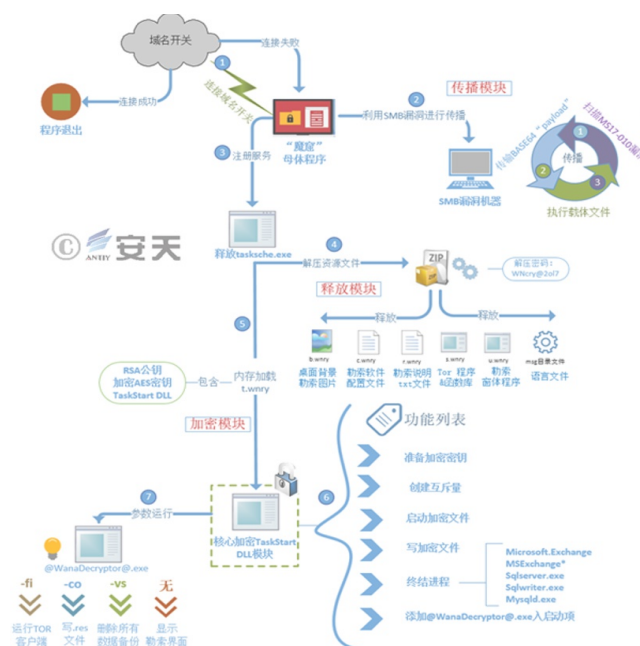 域名开关
连接失败
①
连接域名开关
连接成功
程序退出
“魔窟”
母体程序
②
传播模块
利用SMB漏洞进行传播
SMB漏洞机器
传输BASE64“payload”
扫描MS17-010漏
传播
①
②
③
执行载体文件
③
注册服务
释放tasksche.exe
© ANTIY 安天
④
解压资源文件
ZIP
解压密码:
WNcry@2ol7
释放模块
释放
释放
b.wnry
桌面背景
勒索图片
c.wnry
勒索软件
配置文件
r.wnry
勒索说明
txt文件
s.wnry
Tor 程序
&函数库
u.wnry
勒索
窗体程序
msg目录文件
语言文件
⑤
RSA公钥
加密AES密钥
TaskStart DLL
包含
内存加载
t.wnry
加密模块
⑥
功能列表
准备加密密钥
创建互斥量
启动加密文件
写加密文件
终结进程
Microsoft.Exchange
MSExchange*
Sqlserver.exe
Sqlwriter.exe
Mysqld.exe
添加@WanaDecryptor@.exe入启动项
核心加密TaskStart
DLL模块
⑦
参数运行
@WanaDecryptor@.exe
-fi
运行TOR
客户端
-co
写.res
文件
-vs
删除所有
数据备份
无
显示
勒索界面